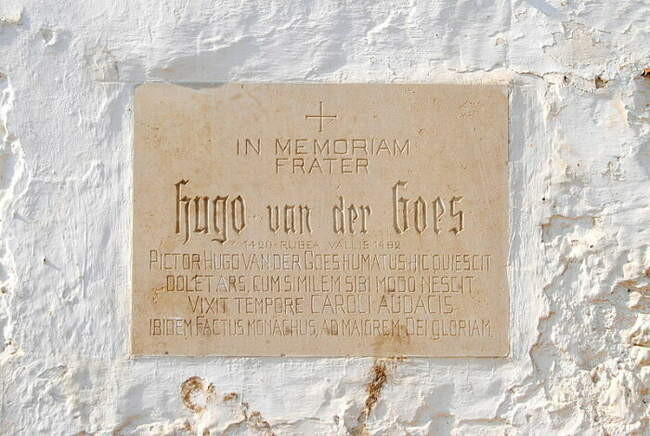 IN MEMORIAM
FRATER
Hugo van der Goes
1420·RUBEA VALLIS·1482
PICTOR HUGO VAN DER GOES HUMATUS HIC QUIESCIT
DOLET ARS, CUM SIMILEM SIBI MODO NESCIT.
VIXIT TEMPORE CAROLI AUDACIS
IBIDEM FACTUS MONACHUS, AD MAIOREM DEI GLORIAM.